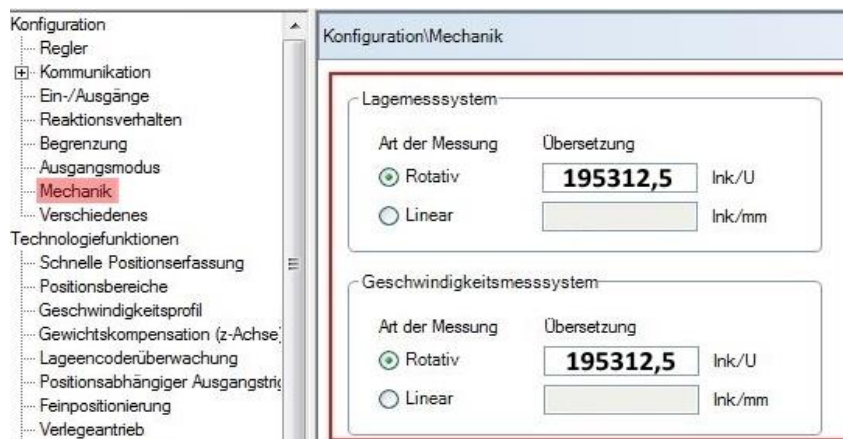 Konfiguration
Regler
Kommunikation
Ein-/Ausgänge
Reaktionsverhalten
Begrenzung
Ausgangsmodus
Mechanik
Verschiedenes
Technologiefunktionen
Schnelle Positionserfassung
Positionsbereiche
Geschwindigkeitsprofil
Gewichtskompensation (z-Achse)
Lageencoderüberwachung
Positionsabhängiger Ausgangstri
Feinpositionierung
Verlegeantrieb
Konfiguration\Mechanik
Lagemesssystem
Art der Messung Übersetzung
Rotativ 195312,5 Ink/U
Linear Ink/mm
Geschwindigkeitsmesssystem
Art der Messung Übersetzung
Rotativ 195312,5 Ink/U
Linear Ink/mm